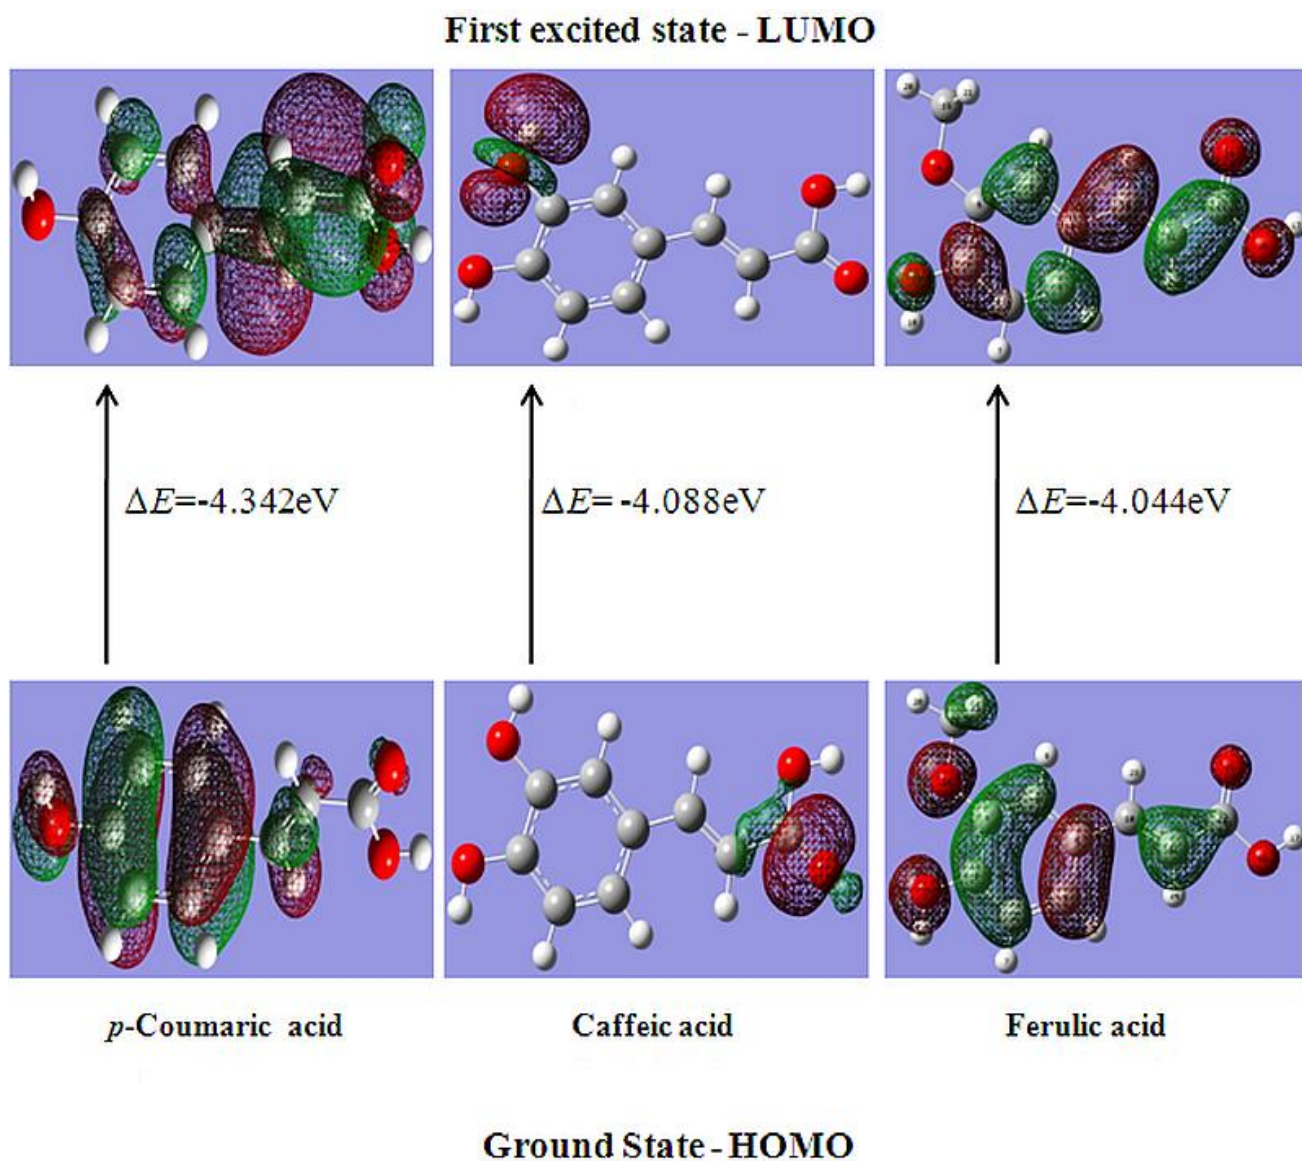 First excited state - LUMO
ΔE=-4.342eV
ΔE= -4.088eV
ΔE=-4.044eV
p-Coumaric acid
Caffeic acid
Ferulic acid
Ground State - HOMO